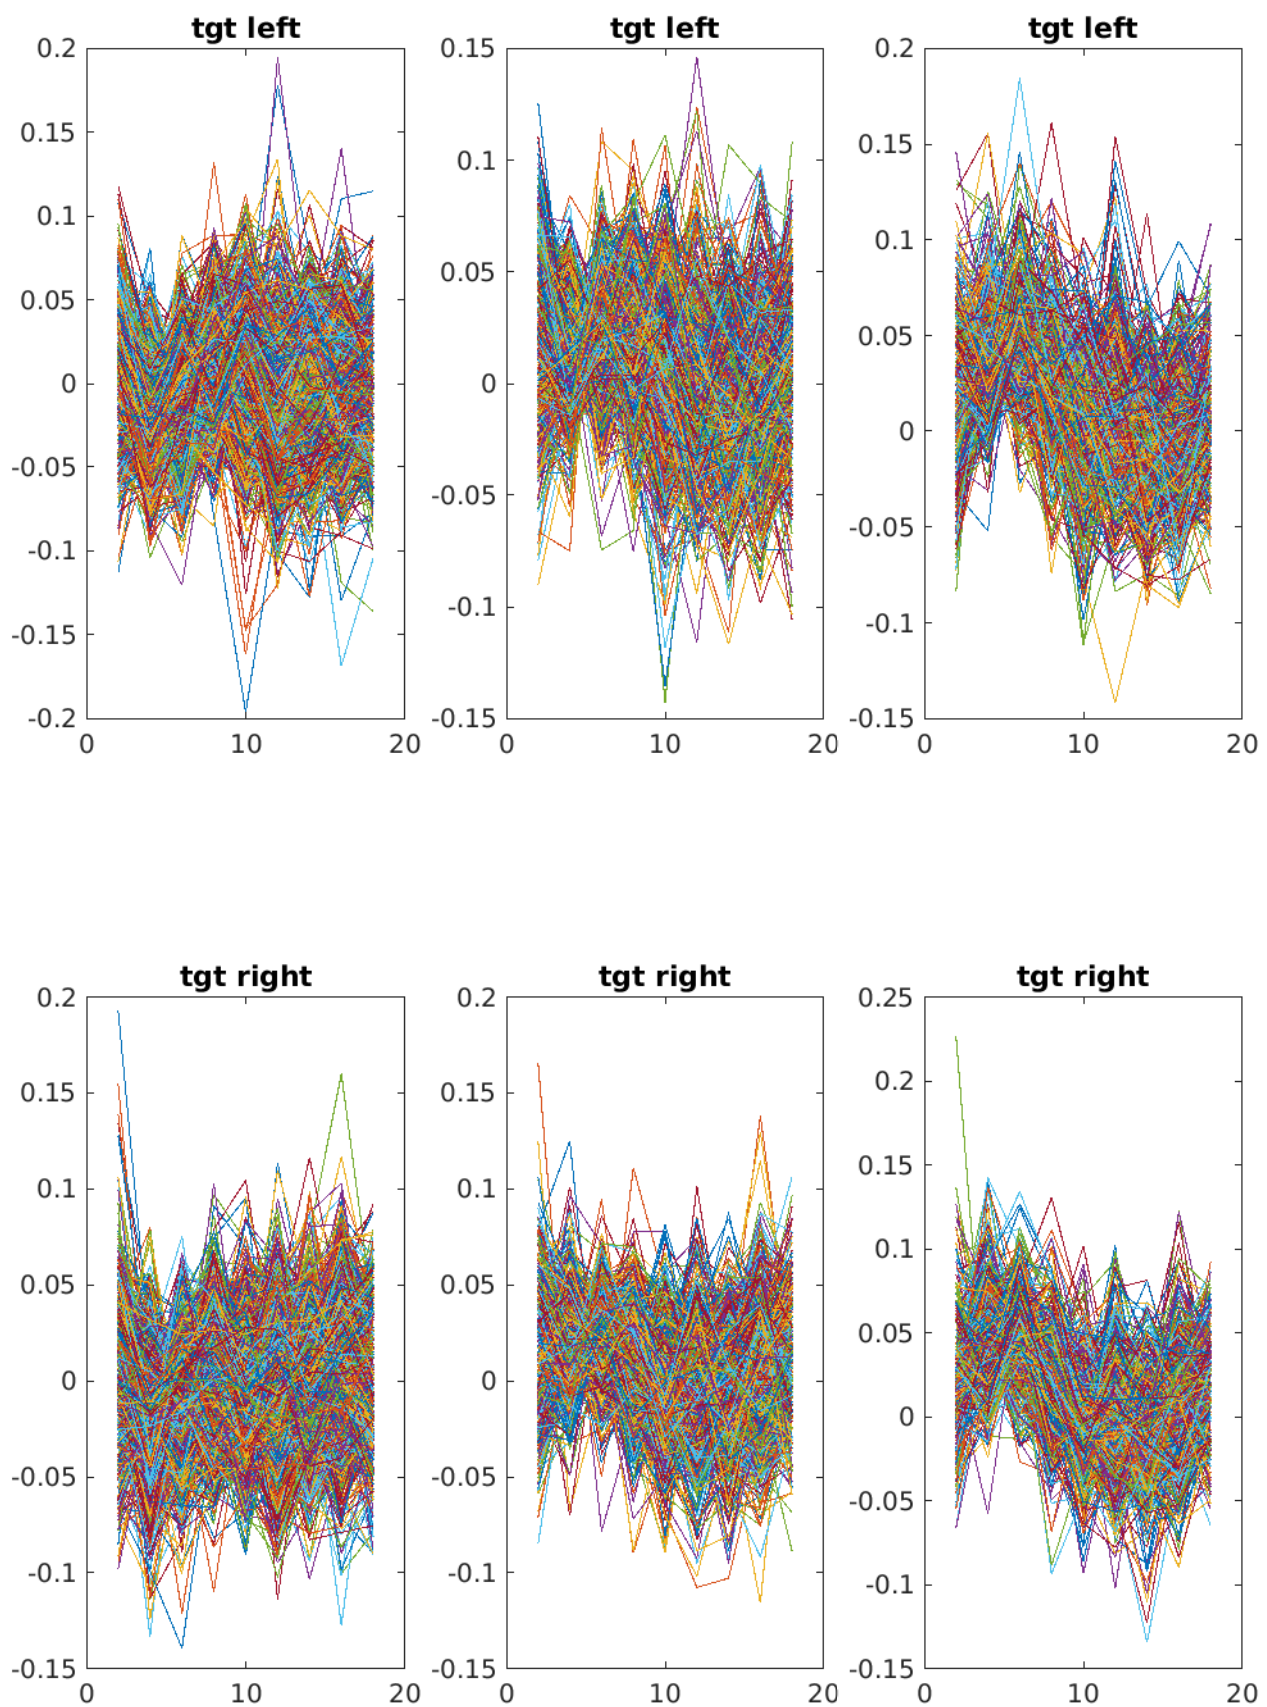 tgt left tgt left tgt left
0.2 0.15 0.2
0.15 0.1 0.15
0.1 0.05 0.1
0.05 0 0.05
0 -0.05 0
-0.05 -0.1 -0.05
-0.1 -0.15 -0.1
-0.15 -0.15
-0.2
0 10 20 0 10 20 0 10 20
tgt right tgt right tgt right
0.2 0.2 0.25
0.15 0.15 0.2
0.1 0.1 0.15
0.05 0.05 0.1
0 0 0.05
-0.05 -0.05 0
-0.1 -0.1 -0.05
-0.15 -0.15 -0.1
-0.15
0 10 20 0 10 20 0 10 20